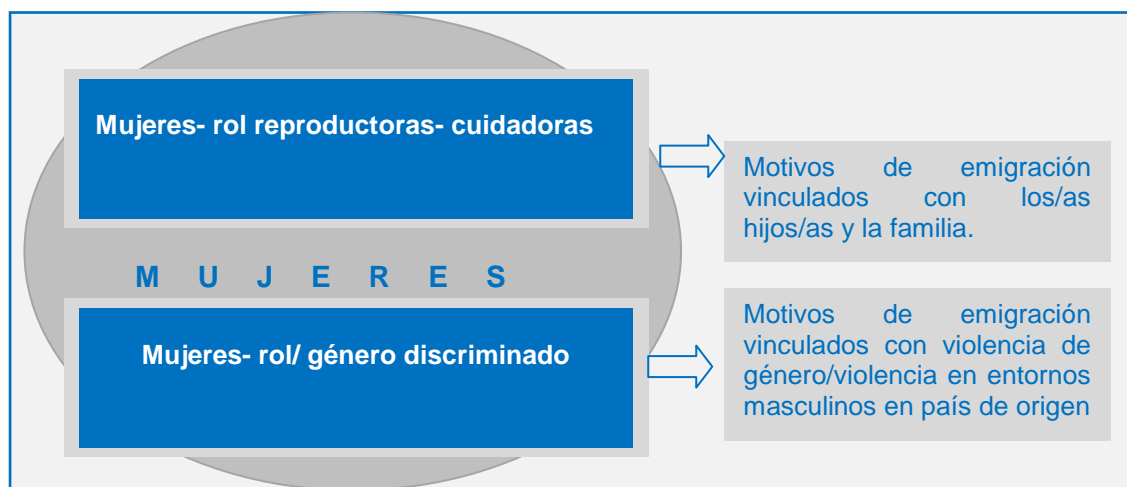 Mujeres- rol reproductoras- cuidadoras
Motivos de emigración
vinculados con los/as
hijos/as y la familia.
M U J E R E S
Mujeres- rol/ género discriminado
Motivos de emigración
vinculados con violencia de
género/violencia en entornos
masculinos en país de origen